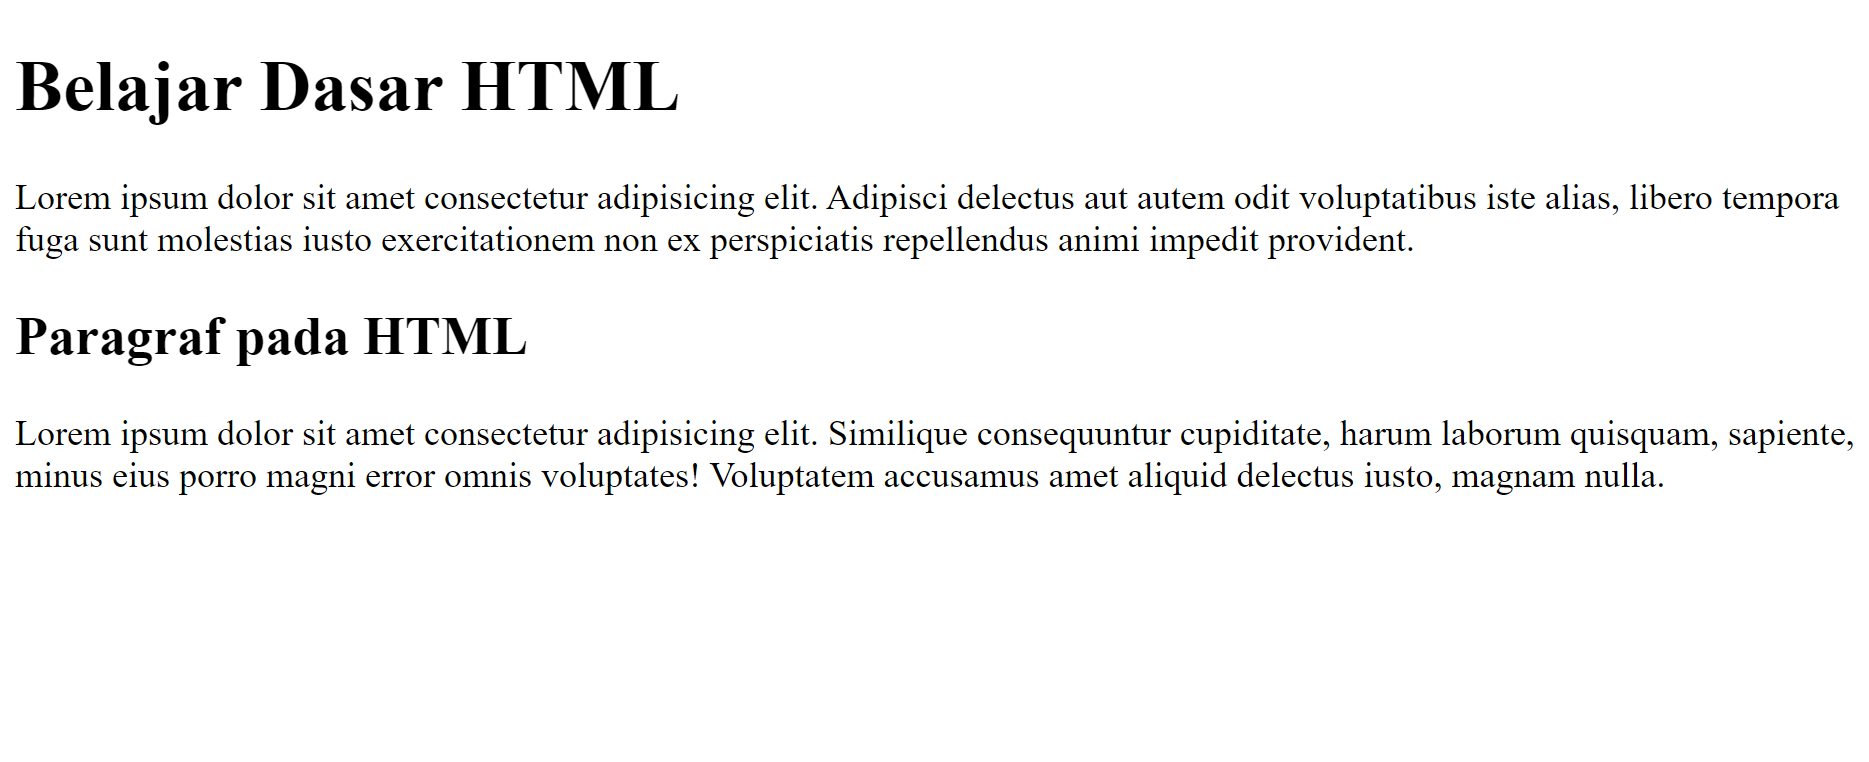 Belajar Dasar HTML
Lorem ipsum dolor sit amet consectetur adipisicing elit. Adipisci delectus aut autem odit voluptatibus iste alias, libero tempora
fuga sunt molestias iusto exercitationem non ex perspiciatis repellendus animi impedit provident.
Paragraf pada HTML
Lorem ipsum dolor sit amet consectetur adipisicing elit. Similique consequuntur cupiditate, harum laborum quisquam, sapiente,
minus eius porro magni error omnis voluptates! Voluptatem accusamus amet aliquid delectus iusto, magnam nulla.